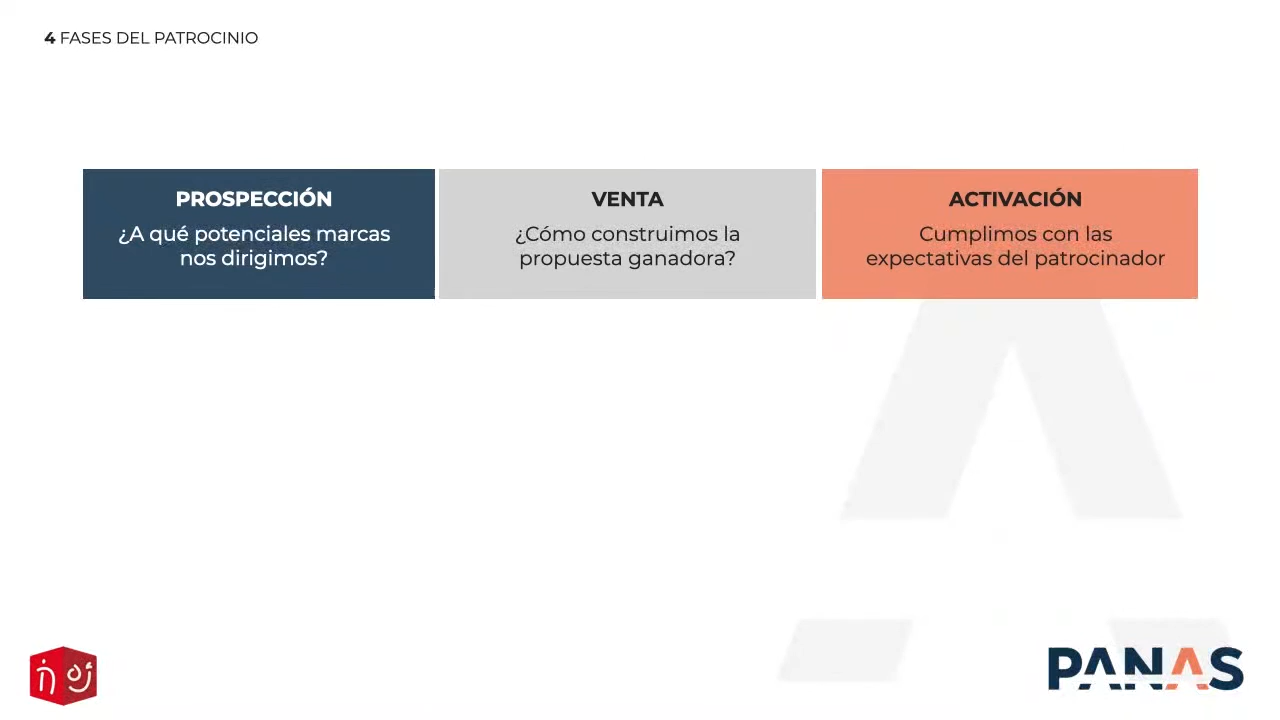 4 FASES DEL PATROCINIO
PROSPECCIÓN
¿A qué potenciales marcas
nos dirigimos?
VENTA
¿Cómo construimos la
propuesta ganadora?
ACTIVACIÓN
Cumplimos con las
expectativas del patrocinador
PANAS